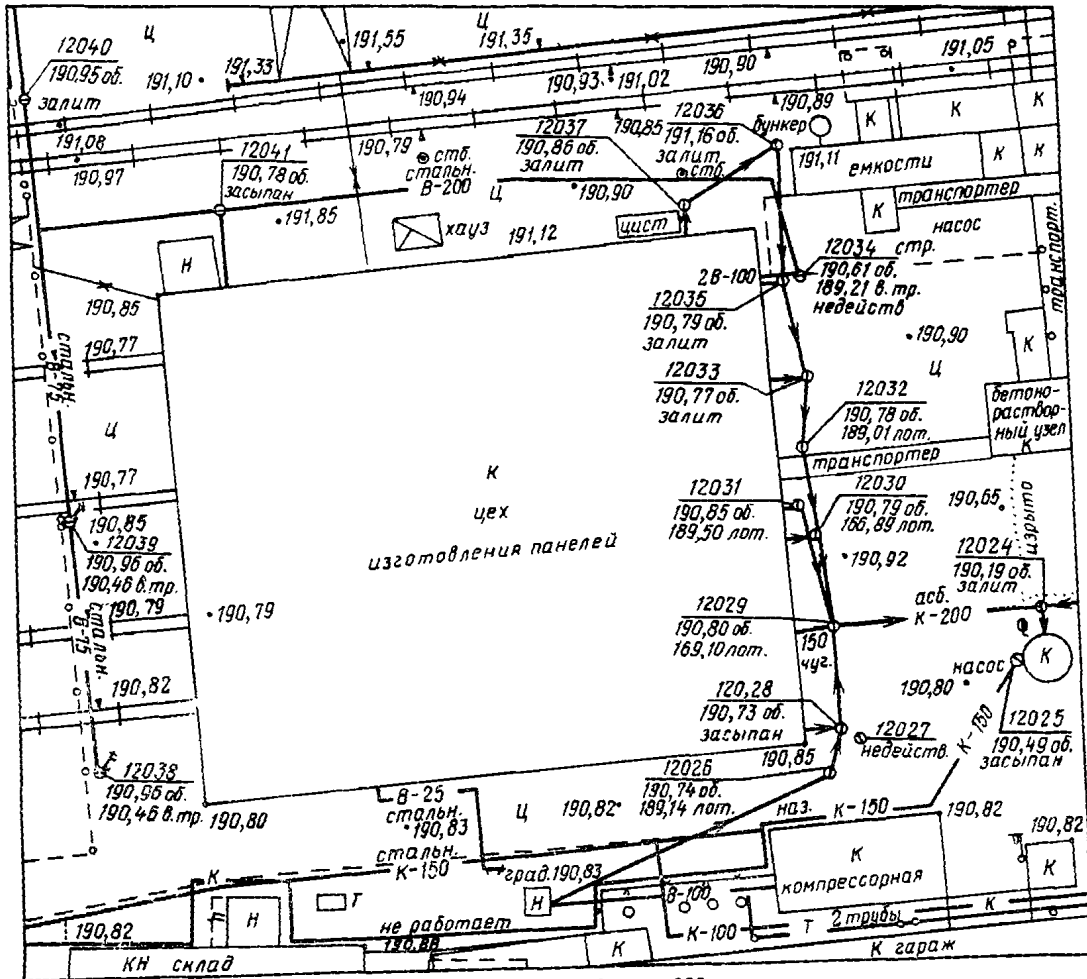 Ц
12040
190,95 об.
залит
191,10
191,33
191,55
191,35
Ц
190,94
190,93
191,02
190,90
191,05
190,89
191,08
190,97
12041
190,78 об.
засыпан
190,79
стб.
стальн.
В-200
Ц
12037
190,86 об.
залит
190,85
12036
191,16 об.
залит
стб.
бункер
К
К
К
191,11
емкости
К
К
транспортер
К
насос
транспорт.
191,85
хауз
191,12
190,90
цист
Н
2В-100
12034 стр.
190,61 об.
189,21 в. тр.
недейств
12035
190,79 об.
залит
190,85
стальн.
В-75
190,77
190,90
К
Ц
12033
190,77 об.
залит
12032
190,78 об.
189,01 лот.
бетоно-
раствор-
ный узел
К
транспортер
Ц
190,77
К
цех
изготовления панелей
12031
190,85 об.
189,50 лот.
12030
190,79 об.
166,89 лот.
190,65
изрыто
190,85
12039
190,96 об.
190,46 в.тр.
190,92
12024
190,19 об.
залит
190,79
190,79
стальн.
В-75
12029
190,80 об.
169,10 лот.
150
чуг.
асб.
К-200
К
насос
190,80
190,82
120,28
190,73 об.
засыпан
12027
недейств.
К-150
12025
190,49 об.
засыпан
12038
190,96 об.
190,46 в.тр.
190,80
190,85
12026
190,74 об.
189,14 лот.
В-25
стальн.
190,83
Ц
190,82
наз.
К-150
190,82
190,82
стальн.
К-150
К
град. 190,83
К
компрессорная
К
Т
Н
В-100
Н
не работает
К-100
Т
2 трубы
К
190,82
190,88
КН склад
К
К гараж